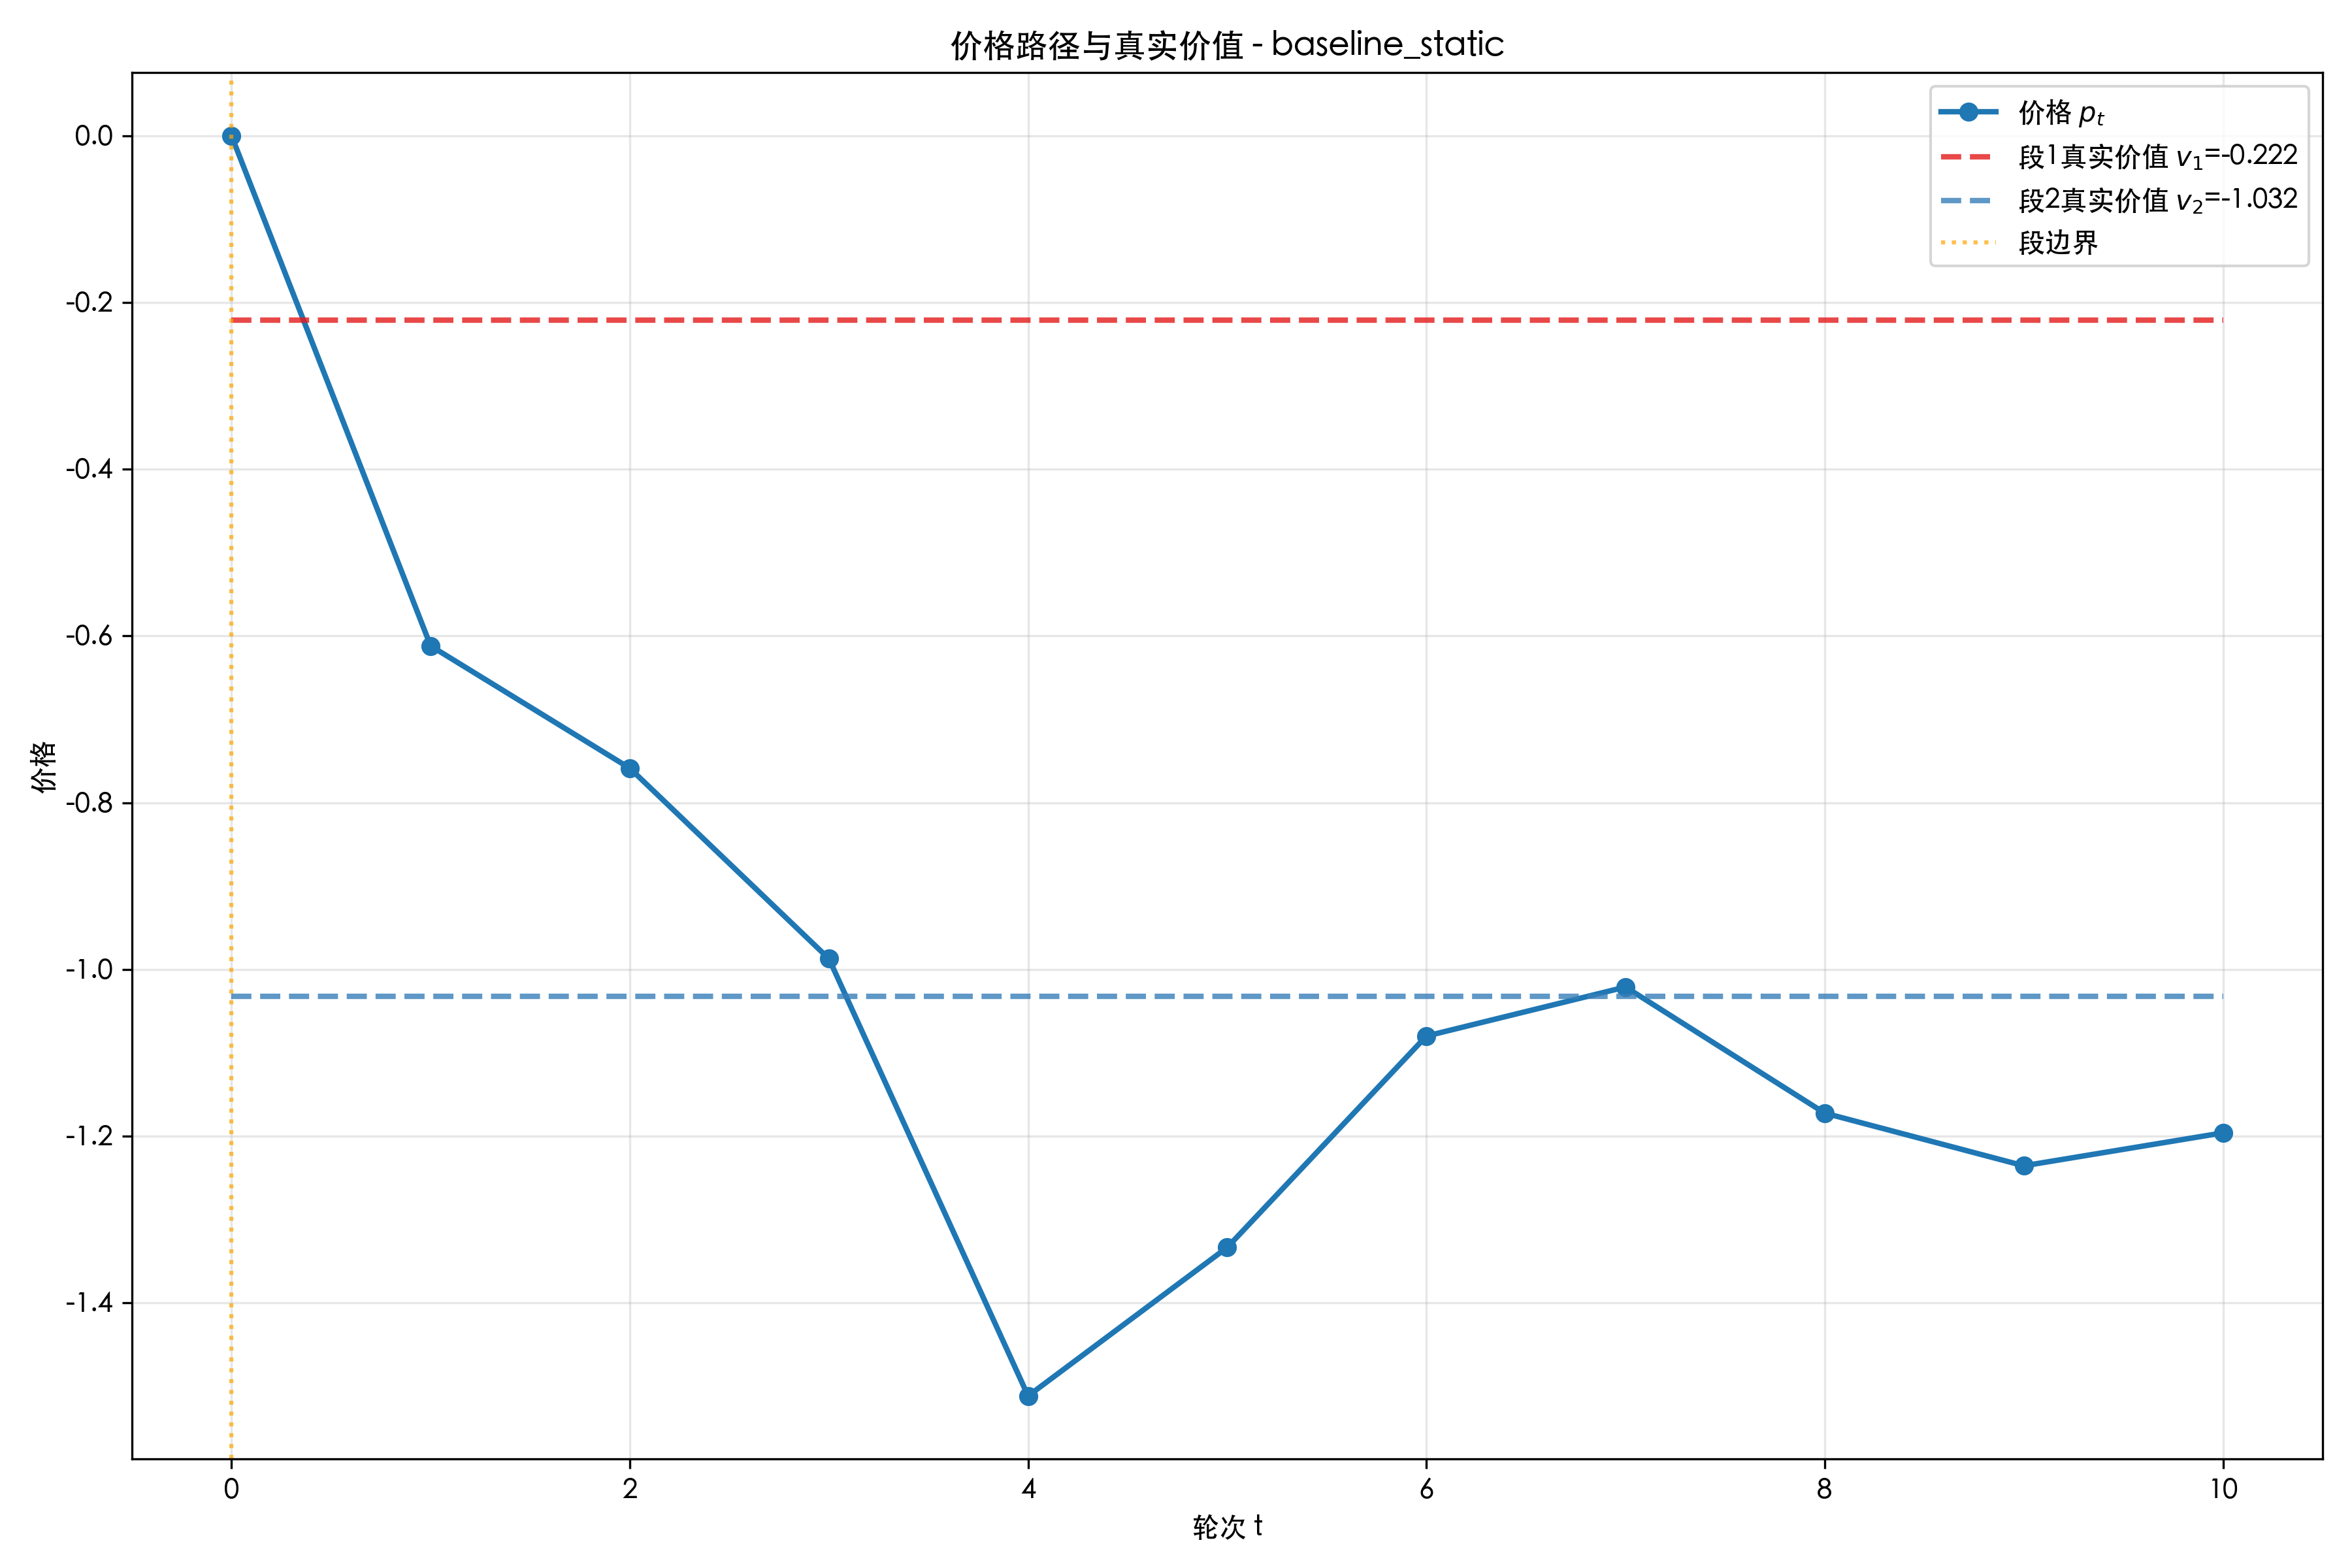 价格路径与真实价值 - baseline_static
价格 pₜ
段1真实价值 v₁=-0.222
段2真实价值 v₂=-1.032
段边界
0.0
-0.2
-0.4
-0.6
-0.8
-1.0
-1.2
-1.4
价格
0 2 4 6 8 10
轮次 t